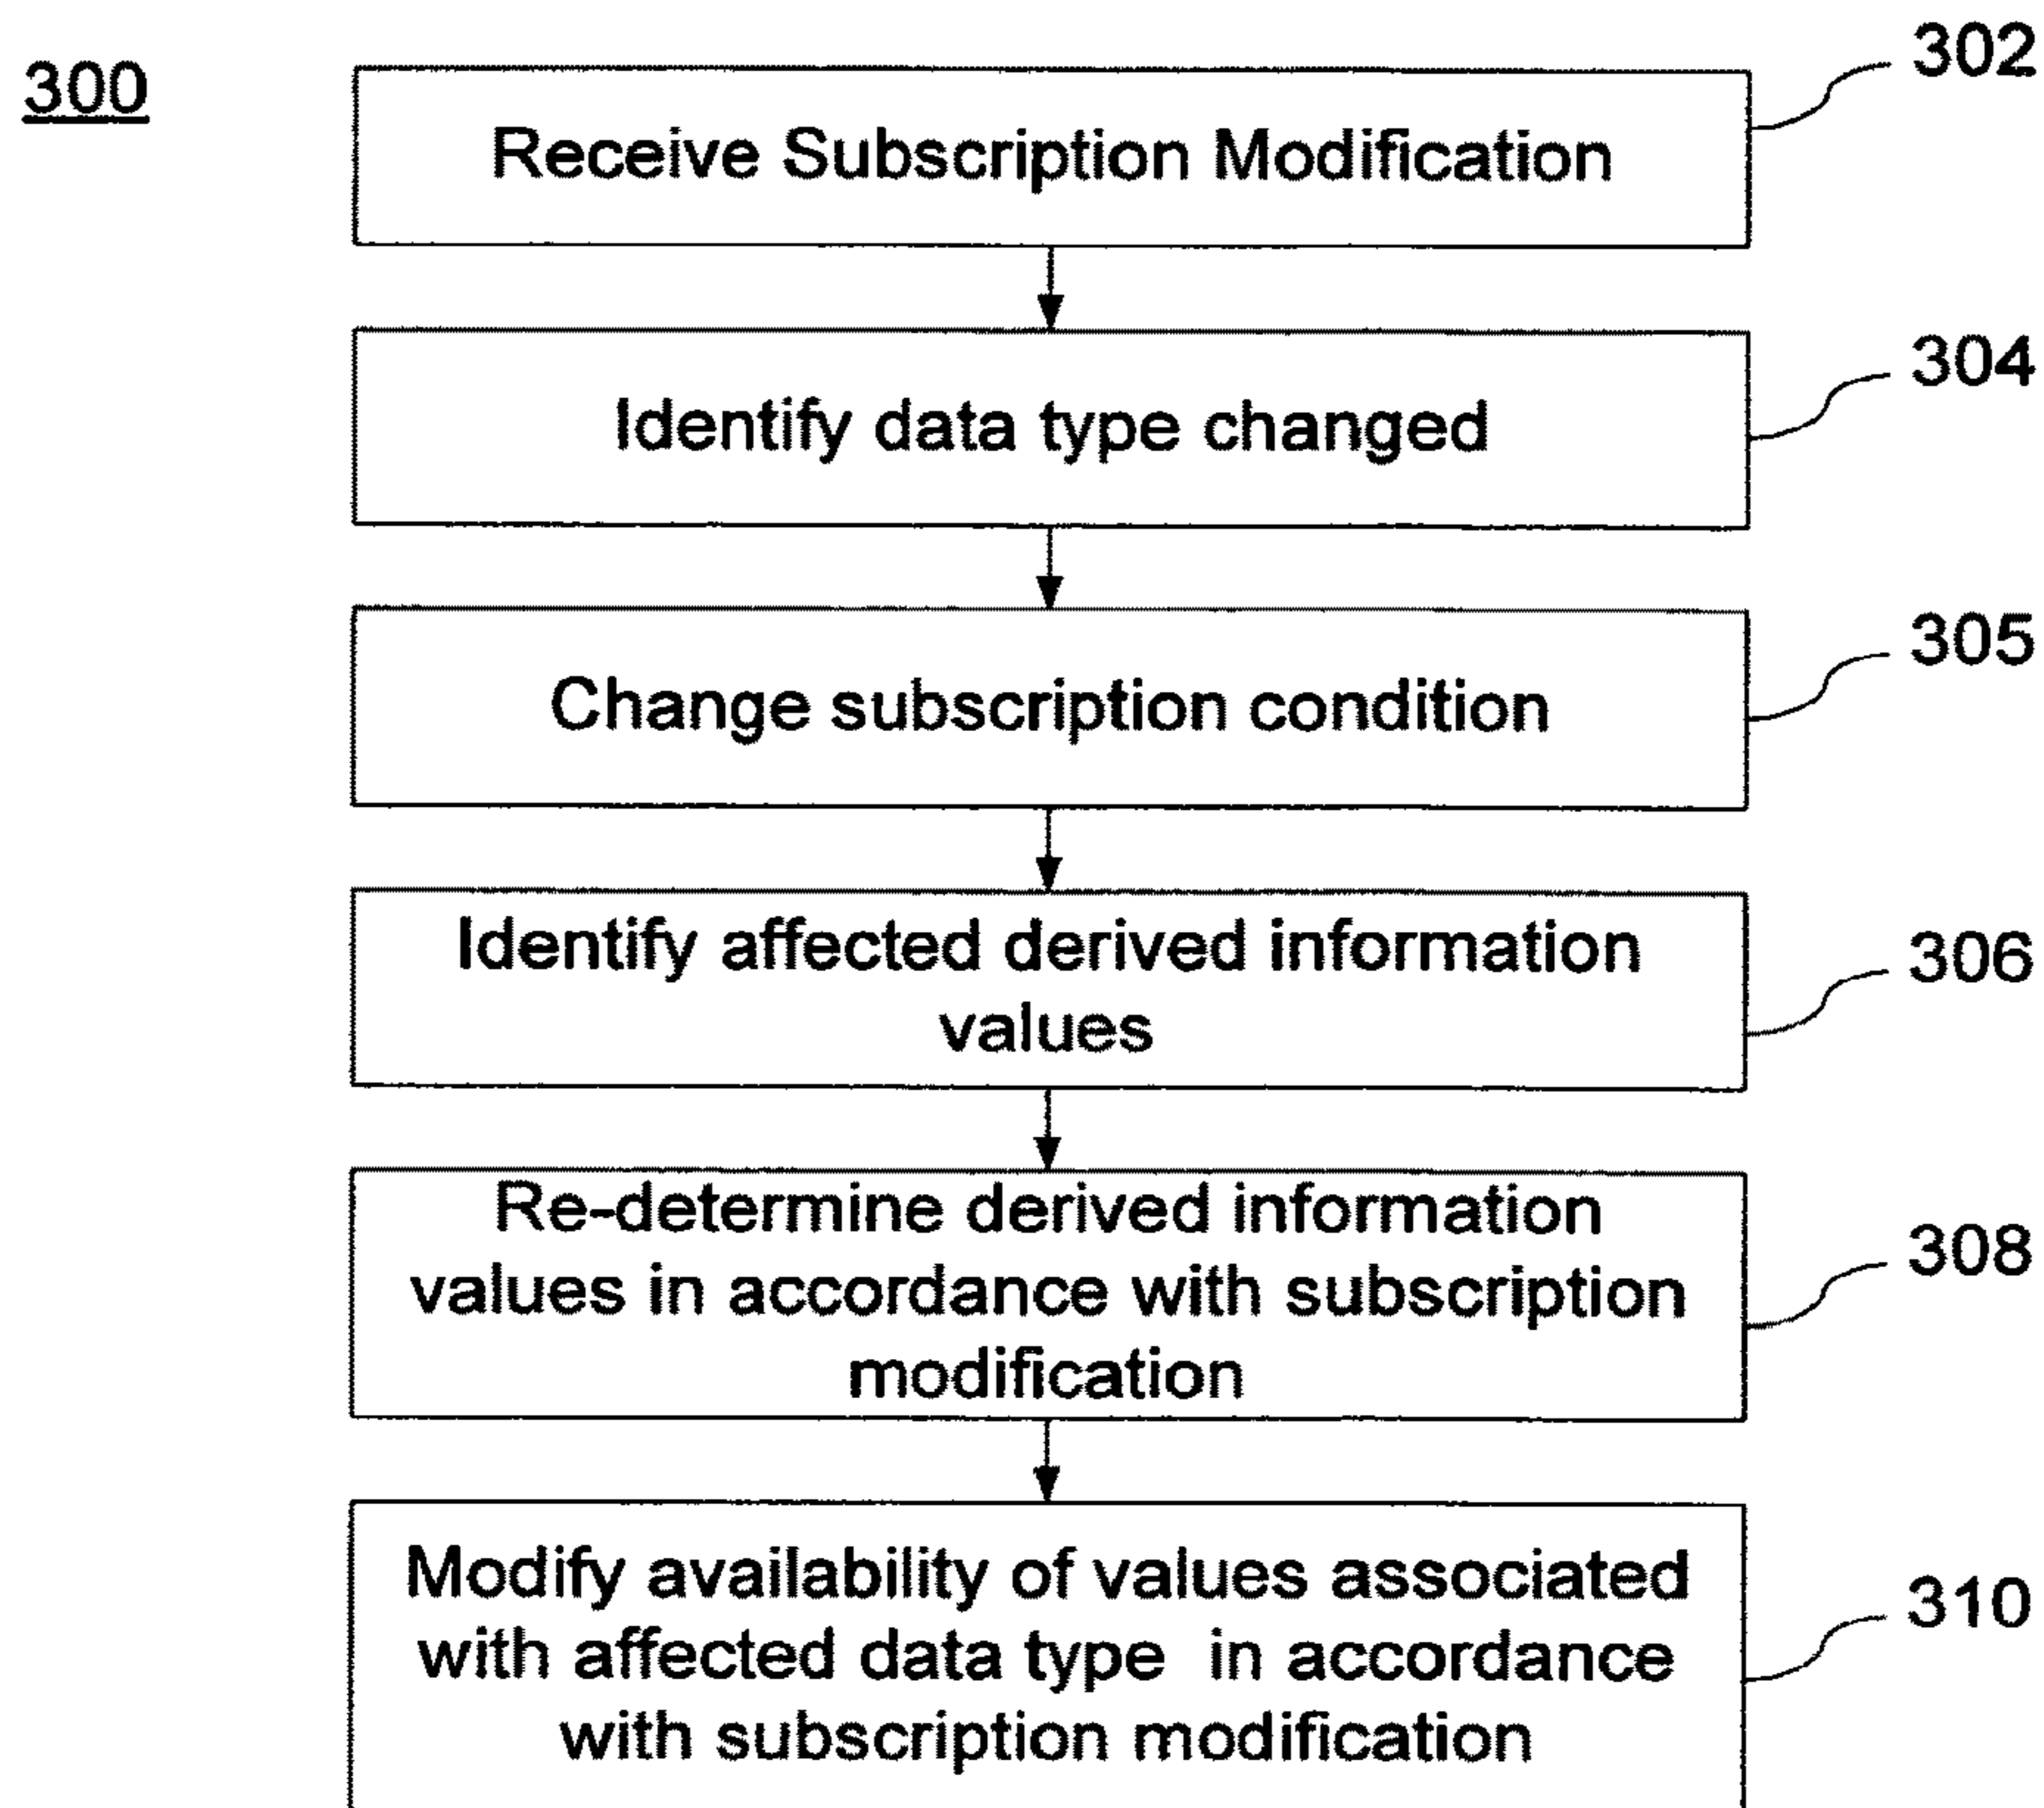 300
302
Receive Subscription Modification
304
Identify data type changed
305
Change subscription condition
306
Identify affected derived information
values
308
Re-determine derived information
values in accordance with subscription
modification
310
Modify availability of values associated
with affected data type in accordance
with subscription modification